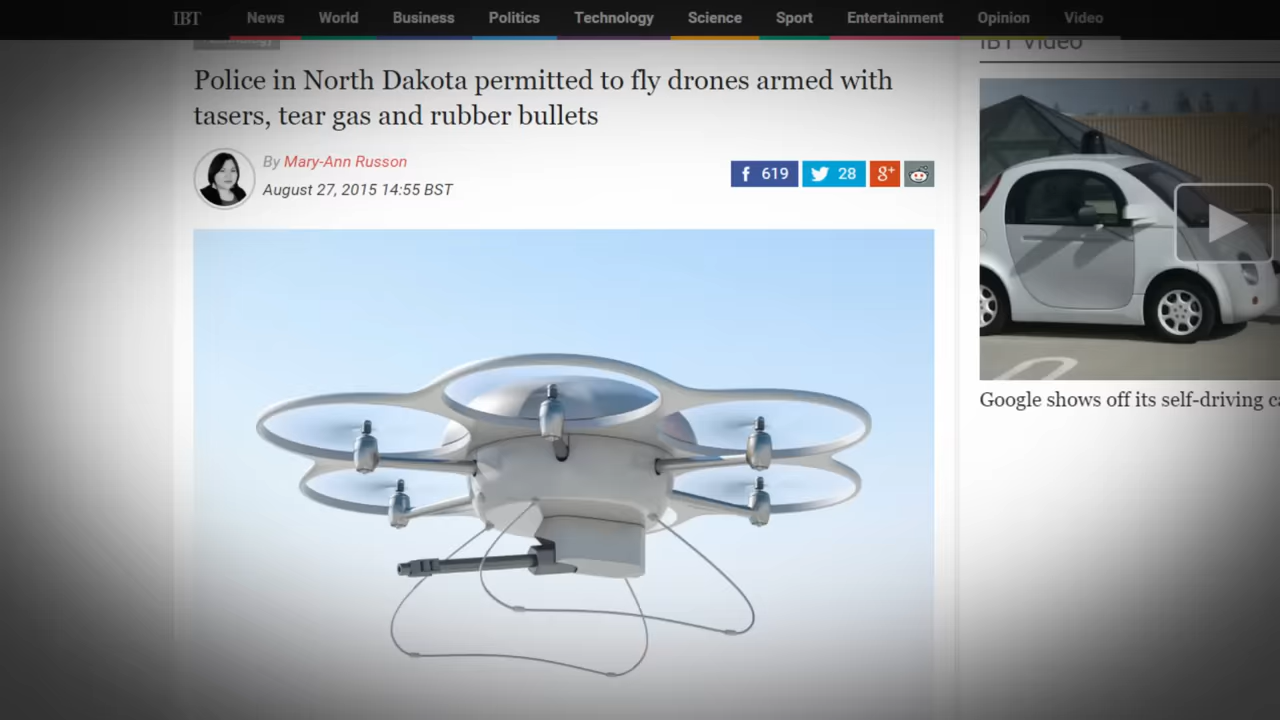 IBT News World Business Politics Technology Science Sport Entertainment Opinion Video
Technology
Police in North Dakota permitted to fly drones armed with
tasers, tear gas and rubber bullets
By Mary-Ann Russon
August 27, 2015 14:55 BST
f 619
28
g+
IBT Video
Google shows off its self-driving